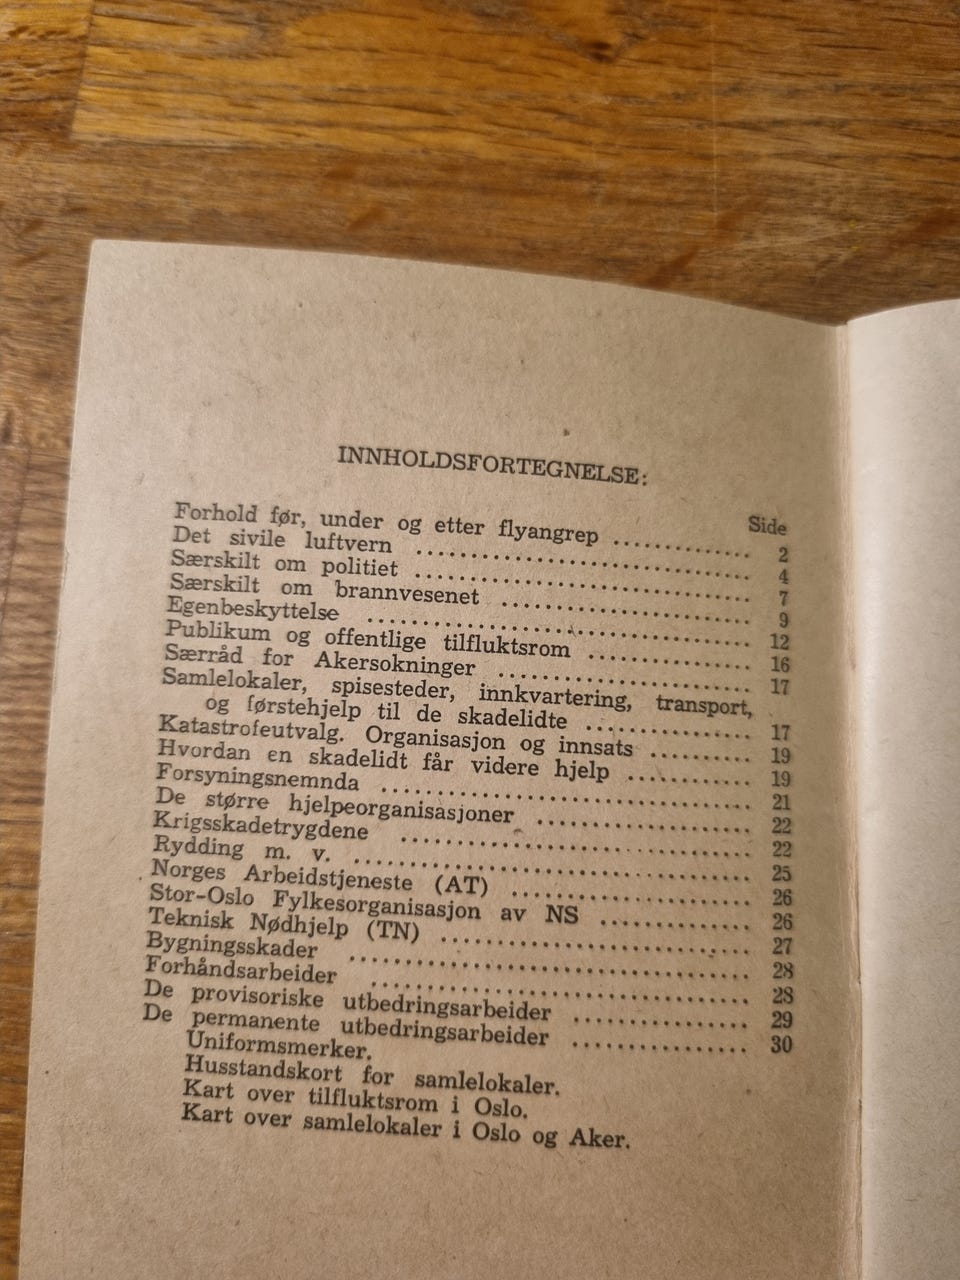 INNHOLDSFORTEGNELSE:
Side
Forhold før, under og etter flyangrep .............. 2
Det sivile luftvern .................................. 4
Særskilt om politiet .................................. 7
Særskilt om brannvesenet ......................... 9
Egenbeskyttelse ....................................... 12
Publikum og offentlige tilfluktsrom ................ 16
Særråd for Akersokninger ......................... 17
Samlelokaler, spisesteder, innkvartering, transport,
og førstehjelp til de skadelidte ................ 17
Katastrofeutvalg. Organisasjon og innsats .......... 19
Hvordan en skadelidt får videre hjelp ............ 19
Forsyningsnemnda ..................................... 21
De større hjelpeorganisasjoner ..................... 22
Krigsskadetrygdene ................................... 22
Rydding m. v. ......................................... 25
Norges Arbeidstjeneste (AT) ....................... 26
Stor-Oslo Fylkesorganisasjon av NS .............. 26
Teknisk Nødhjelp (TN) .............................. 27
Bygningsskader ........................................ 28
Forhåndsarbeider ...................................... 28
De provisoriske utbedringsarbeider ................ 29
De permanente utbedringsarbeider ................ 30
Uniformsmerker.
Husstandskort for samlelokaler.
Kart over tilfluktsrom i Oslo.
Kart over samlelokaler i Oslo og Aker.